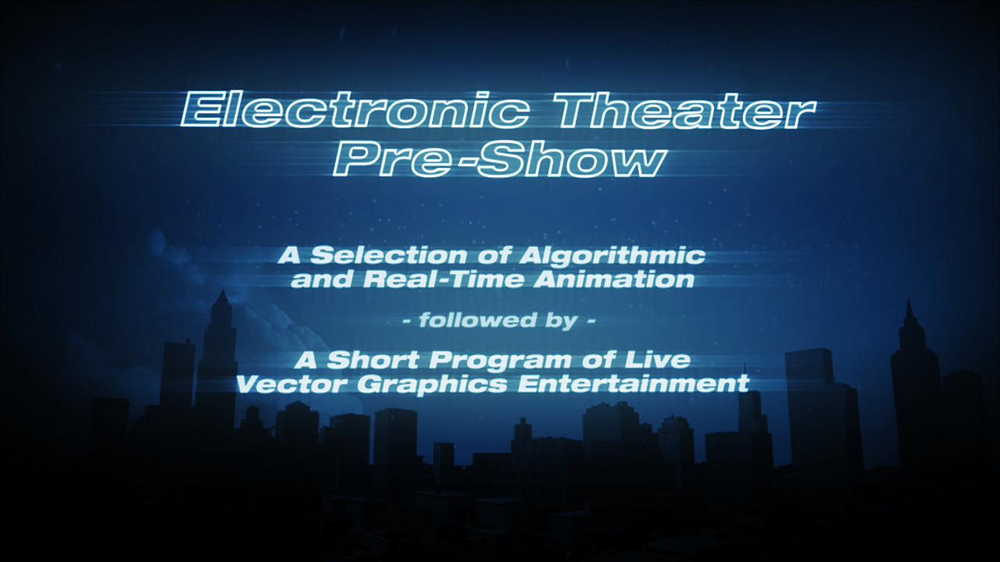 Electronic Theater
Pre-Show
A Selection of Algorithmic
and Real-Time Animation
- followed by -
A Short Program of Live
Vector Graphics Entertainment